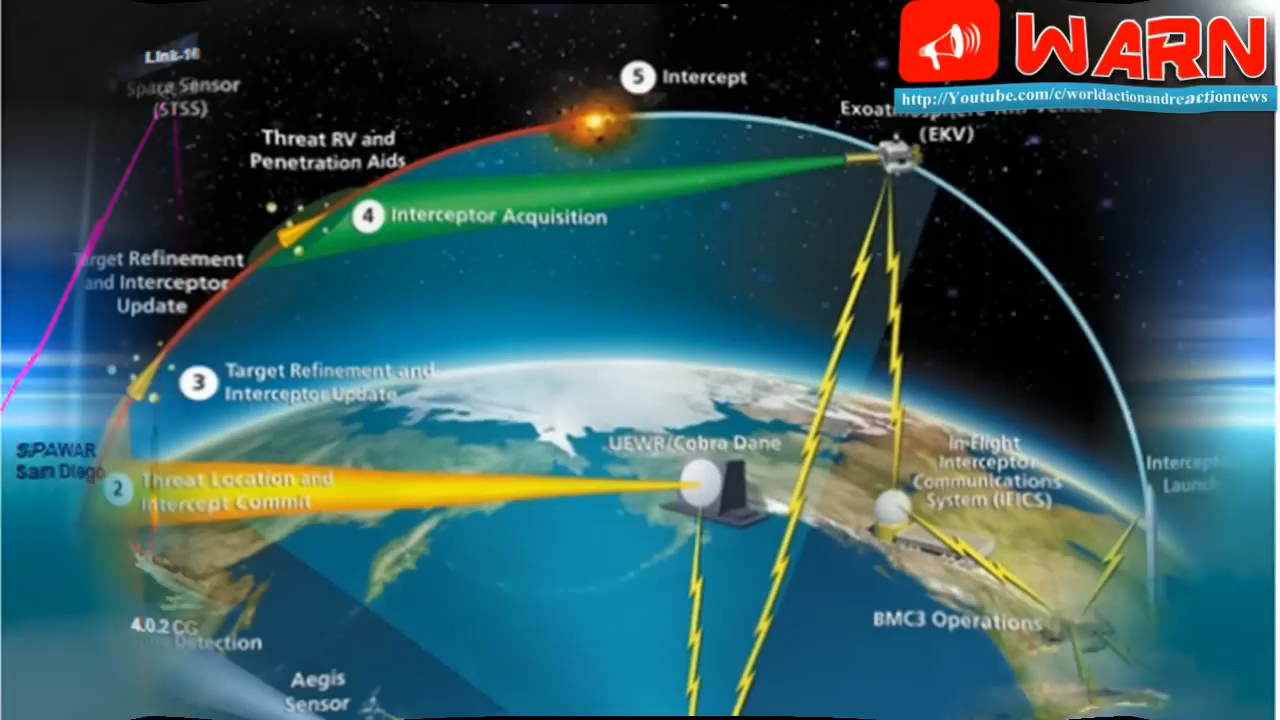 WARN
http://Youtube.com/c/worldactionandreactionnews
Link-16
Space Sensor
(STSS)
5 Intercept
(EKV)
Threat RV and
Penetration Aids
4 Interceptor Acquisition
Target Refinement
and Interceptor
Update
3 Target Refinement and
Interceptor Update
UEWR/Cobra Dane
SPAWAR
San Diego
2 Threat Location and
Intercept Commit
In-Flight
Interceptor
Communications
System (IFICS)
Launch
BMC3 Operations
4.0.2 CG
Detection
Aegis
Sensor